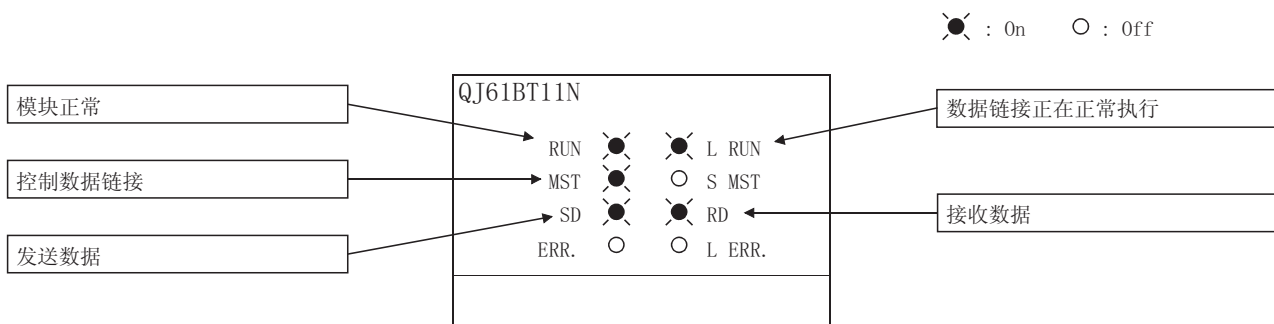 : On
: Off
QJ61BT11N
模块正常
数据链接正在正常执行
RUN
L RUN
控制数据链接
MST
S MST
SD
RD
接收数据
发送数据
ERR.
L ERR.